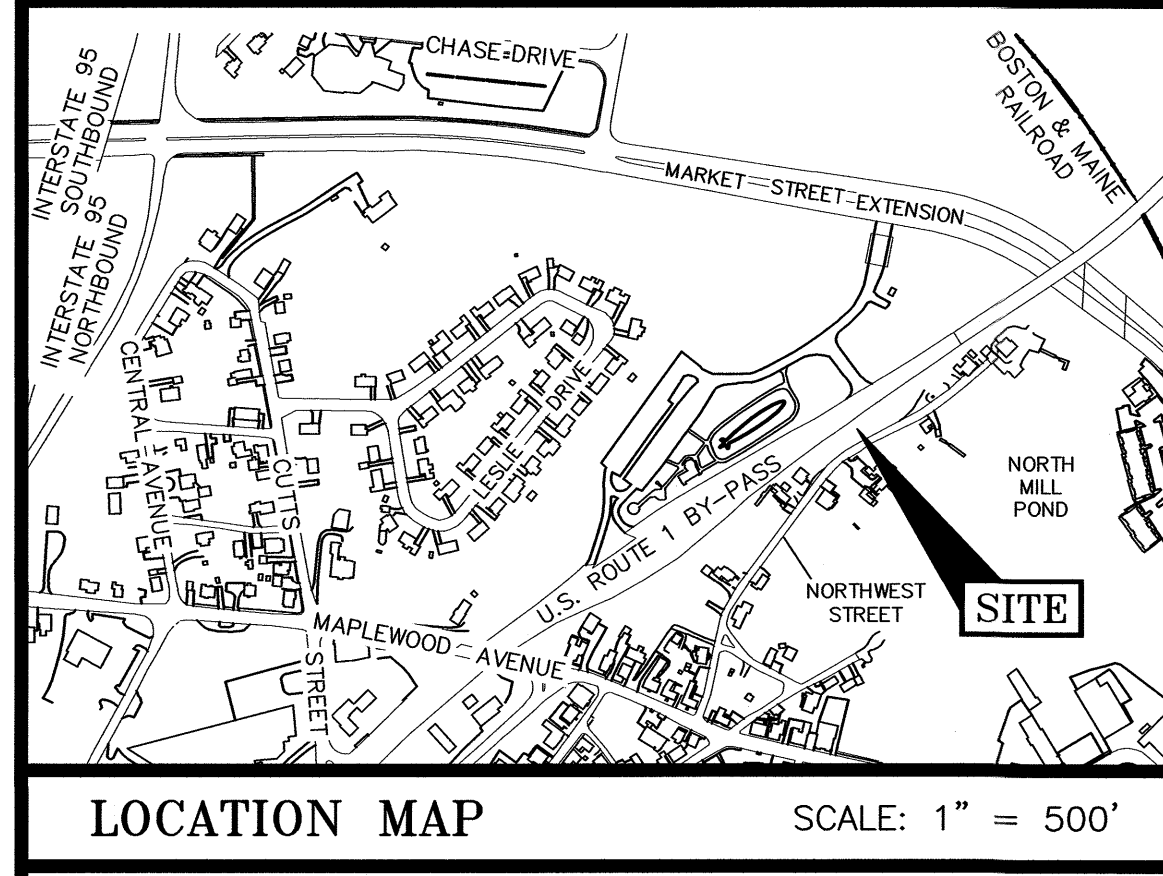 CHASE DRIVE
BOSTON & MAINE
RAILROAD
INTERSTATE 95
SOUTHBOUND
INTERSTATE 95
NORTHBOUND
MARKET STREET EXTENSION
CENTRAL AVENUE
CUTTS
STREET
LESLIE DRIVE
U.S. ROUTE 1 BY-PASS
NORTH
MILL
POND
NORTHWEST
STREET
SITE
MAPLEWOOD AVENUE
LOCATION MAP
SCALE: 1" = 500'